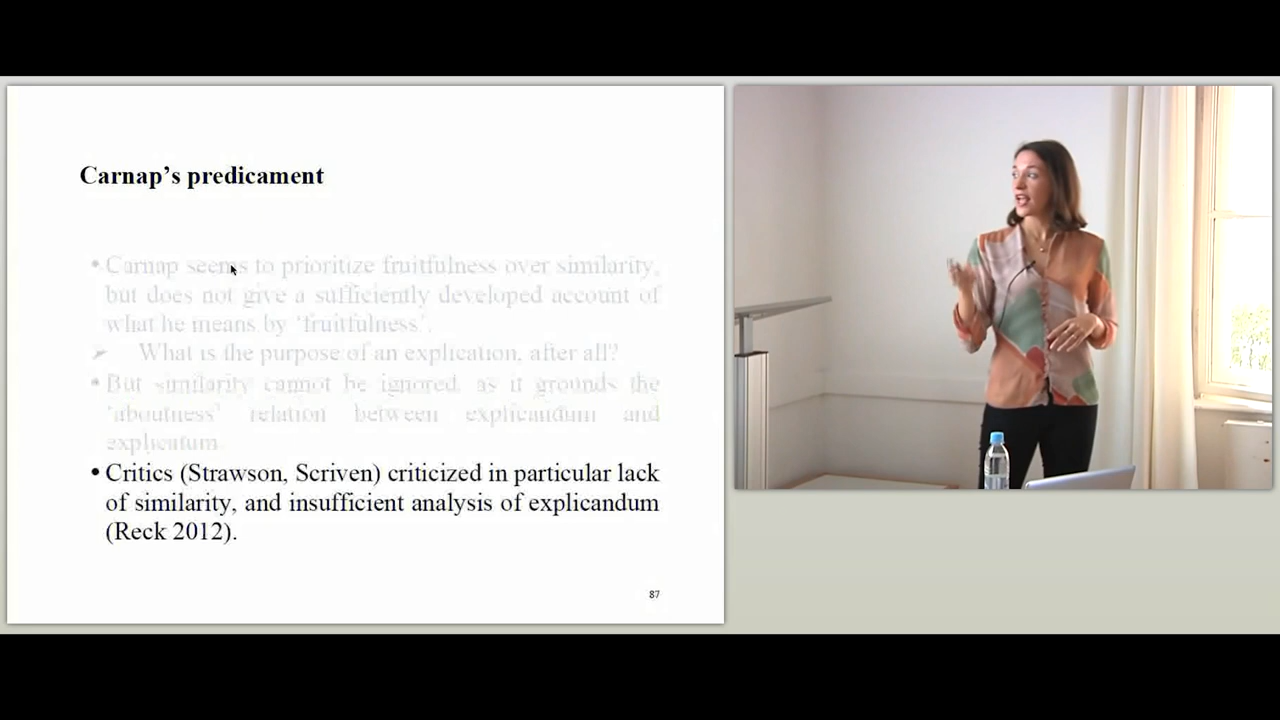 Carnap's predicament
• Carnap seems to prioritize fruitfulness over similarity,
but does not give a sufficiently developed account of
what he means by 'fruitfulness'.
➢ What is the purpose of an explication, after all?
• But similarity cannot be ignored, as it grounds the
'aboutness' relation between explicandum and
explicatum.
• Critics (Strawson, Scriven) criticized in particular lack
of similarity, and insufficient analysis of explicandum
(Reck 2012).
87